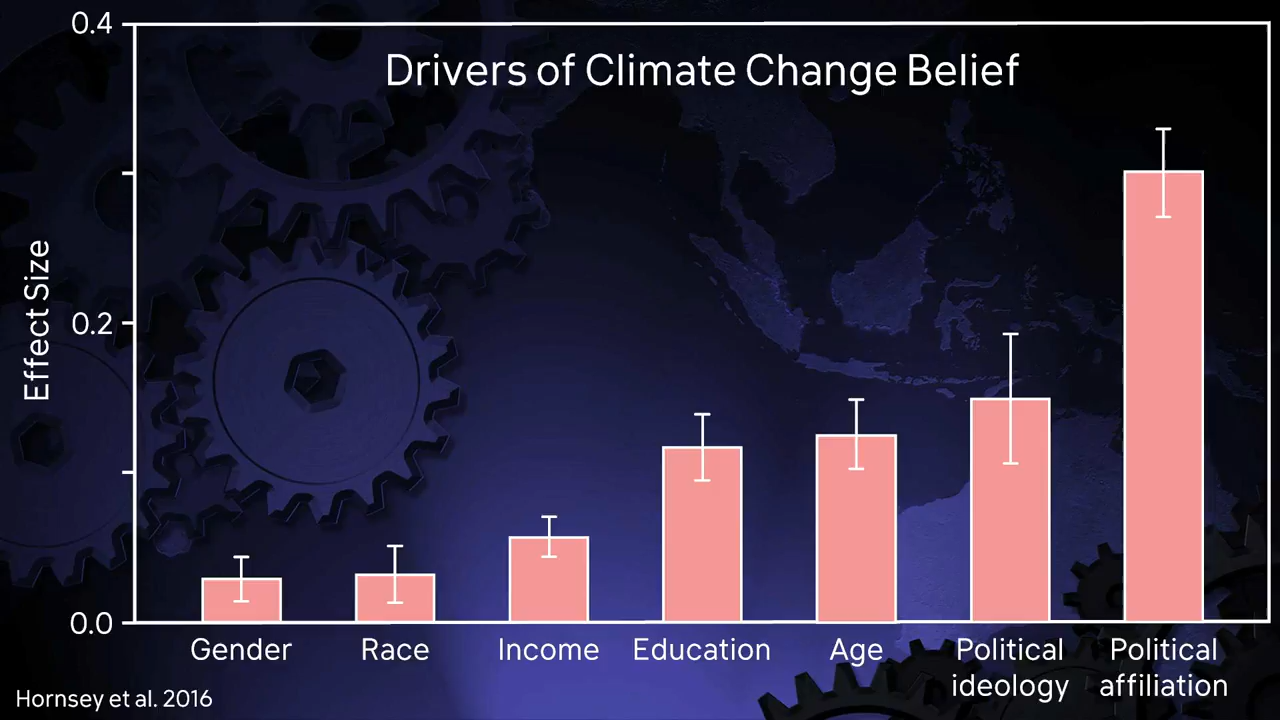 Drivers of Climate Change Belief
0.4
0.2
0.0
Effect Size
Gender
Race
Income
Education
Age
Political
ideology
Political
affiliation
Hornsey et al. 2016